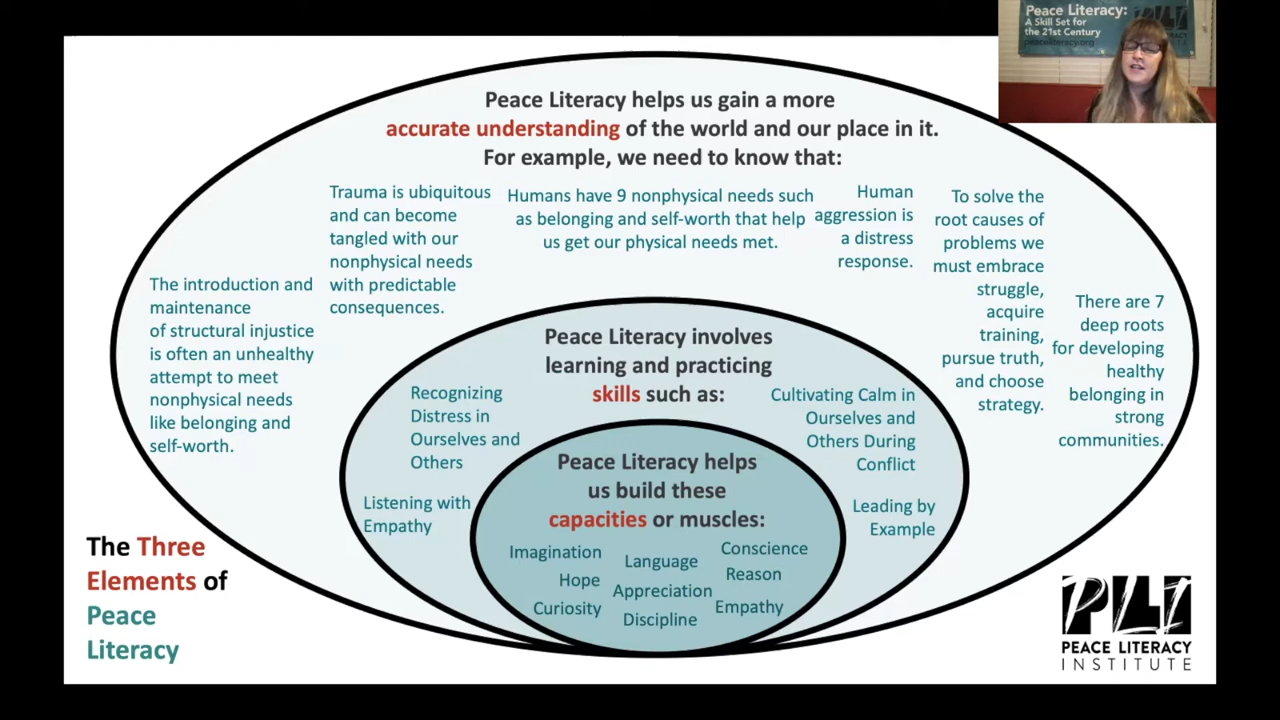 Peace Literacy:
A Skill Set for
the 21st Century
peaceliteracy.org
PLI
Peace Literacy helps us gain a more
accurate understanding of the world and our place in it.
For example, we need to know that:
The introduction and
maintenance
of structural injustice
is often an unhealthy
attempt to meet
nonphysical needs
like belonging and
self-worth.
Trauma is ubiquitous
and can become
tangled with our
nonphysical needs
with predictable
consequences.
Humans have 9 nonphysical needs such
as belonging and self-worth that help
us get our physical needs met.
Human
aggression is
a distress
response.
To solve the
root causes of
problems we
must embrace
struggle,
acquire
training,
pursue truth,
and choose
strategy.
There are 7
deep roots
for developing
healthy
belonging in
strong
communities.
Peace Literacy involves
learning and practicing
skills such as:
Recognizing
Distress in
Ourselves and
Others
Listening with
Empathy
Cultivating Calm in
Ourselves and
Others During
Conflict
Leading by
Example
Peace Literacy helps
us build these
capacities or muscles:
Imagination
Hope
Curiosity
Language
Appreciation
Discipline
Conscience
Reason
Empathy
The Three
Elements of
Peace
Literacy
PLI
PEACE LITERACY
INSTITUTE